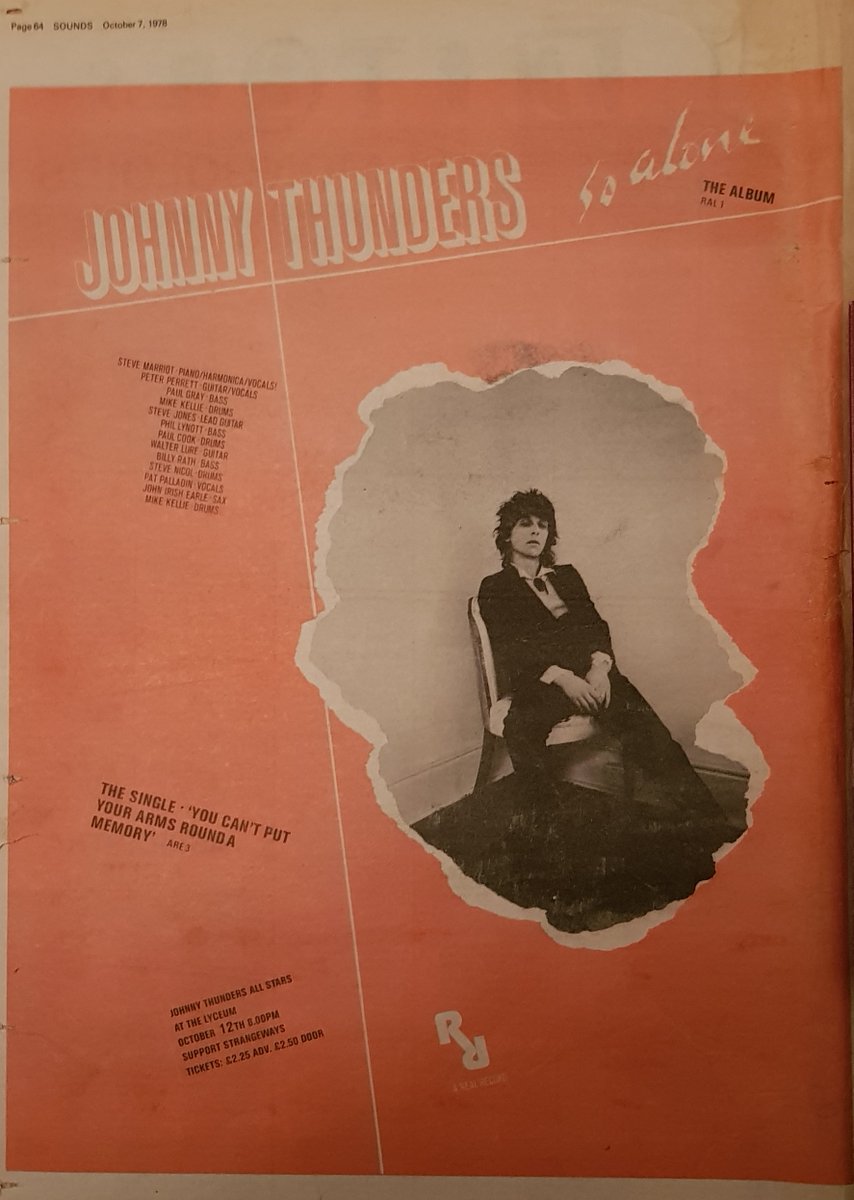 Page 64 SOUNDS October 7, 1978
JOHNNY THUNDERS
so alone
THE ALBUM
RAL 1
STEVE MARRIOT·PIANO/HARMONICA/VOCALS!
PETER PERRETT·GUITAR/VOCALS
PAUL GRAY·BASS
MIKE KELLIE·DRUMS
STEVE JONES·LEAD GUITAR
PHIL LYNOTT·BASS
PAUL COOK·DRUMS
WALTER LURE·GUITAR
BILLY RATH·BASS
STEVE NICOL·DRUMS
PAT PALLADIN·VOCALS
JOHN IRISH EARLE·SAX
MIKE KELLIE·DRUMS
THE SINGLE · 'YOU CAN'T PUT
YOUR ARMS ROUND A
MEMORY' ARE 3
JOHNNY THUNDERS ALL STARS
AT THE LYCEUM
OCTOBER 12TH 8.00PM
SUPPORT STRANGEWAYS
TICKETS: £2.25 ADV. £2.50 DOOR
RR
A REAL RECORD